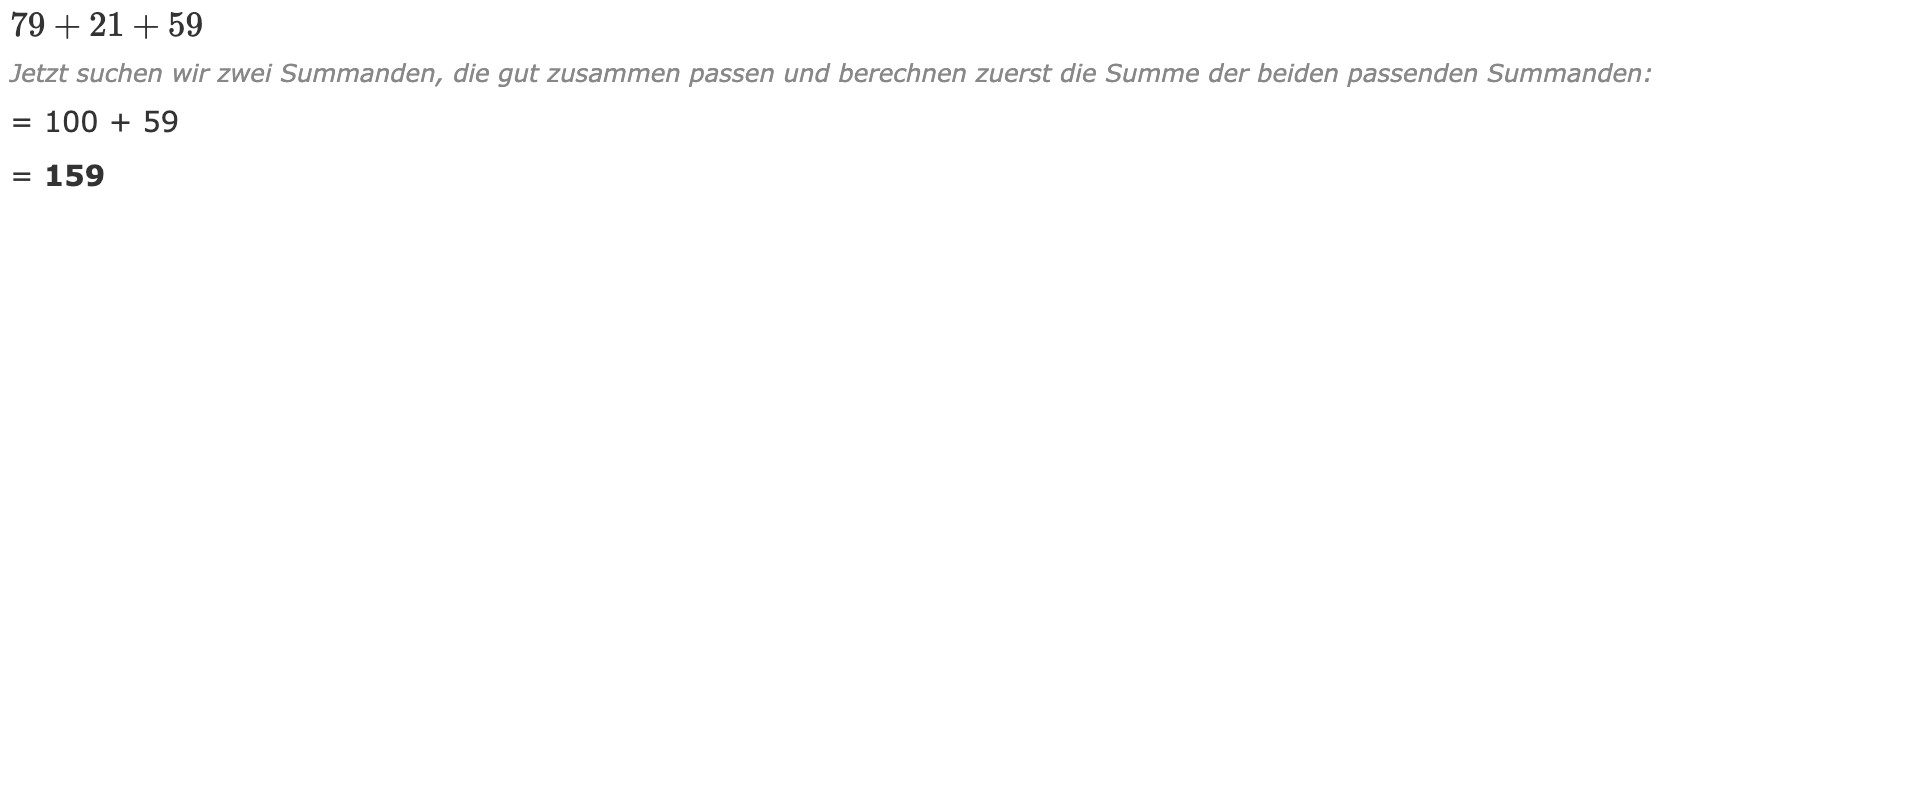 79 + 21 + 59
Jetzt suchen wir zwei Summanden, die gut zusammen passen und berechnen zuerst die Summe der beiden passenden Summanden:
= 100 + 59
= 159